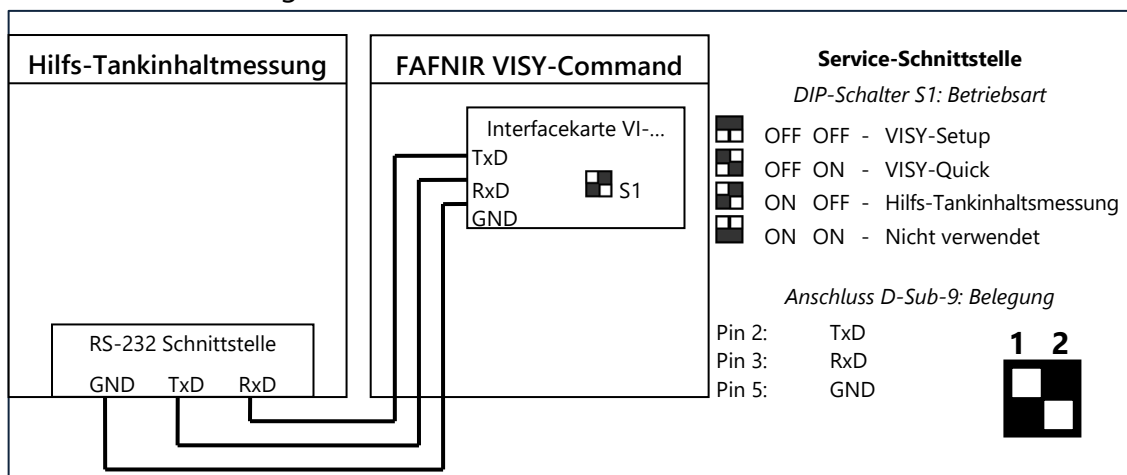 Hilfs-Tankinhaltmessung
RS-232 Schnittstelle
GND TxD RxD
FAFNIR VISY-Command
Interfacekarte VI-...
TxD
RxD
GND
S1
Service-Schnittstelle
DIP-Schalter S1: Betriebsart
OFF OFF - VISY-Setup
OFF ON - VISY-Quick
ON OFF - Hilfs-Tankinhaltsmessung
ON ON - Nicht verwendet
Anschluss D-Sub-9: Belegung
Pin 2: TxD
Pin 3: RxD
Pin 5: GND
1 2